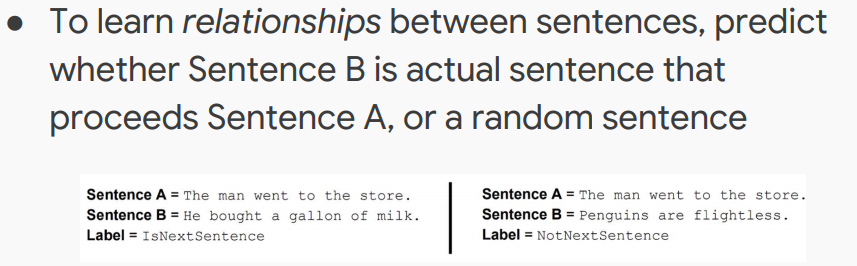 ● To learn relationships between sentences, predict
whether Sentence B is actual sentence that
proceeds Sentence A, or a random sentence
Sentence A = The man went to the store.
Sentence B = He bought a gallon of milk.
Label = IsNextSentence
Sentence A = The man went to the store.
Sentence B = Penguins are flightless.
Label = NotNextSentence